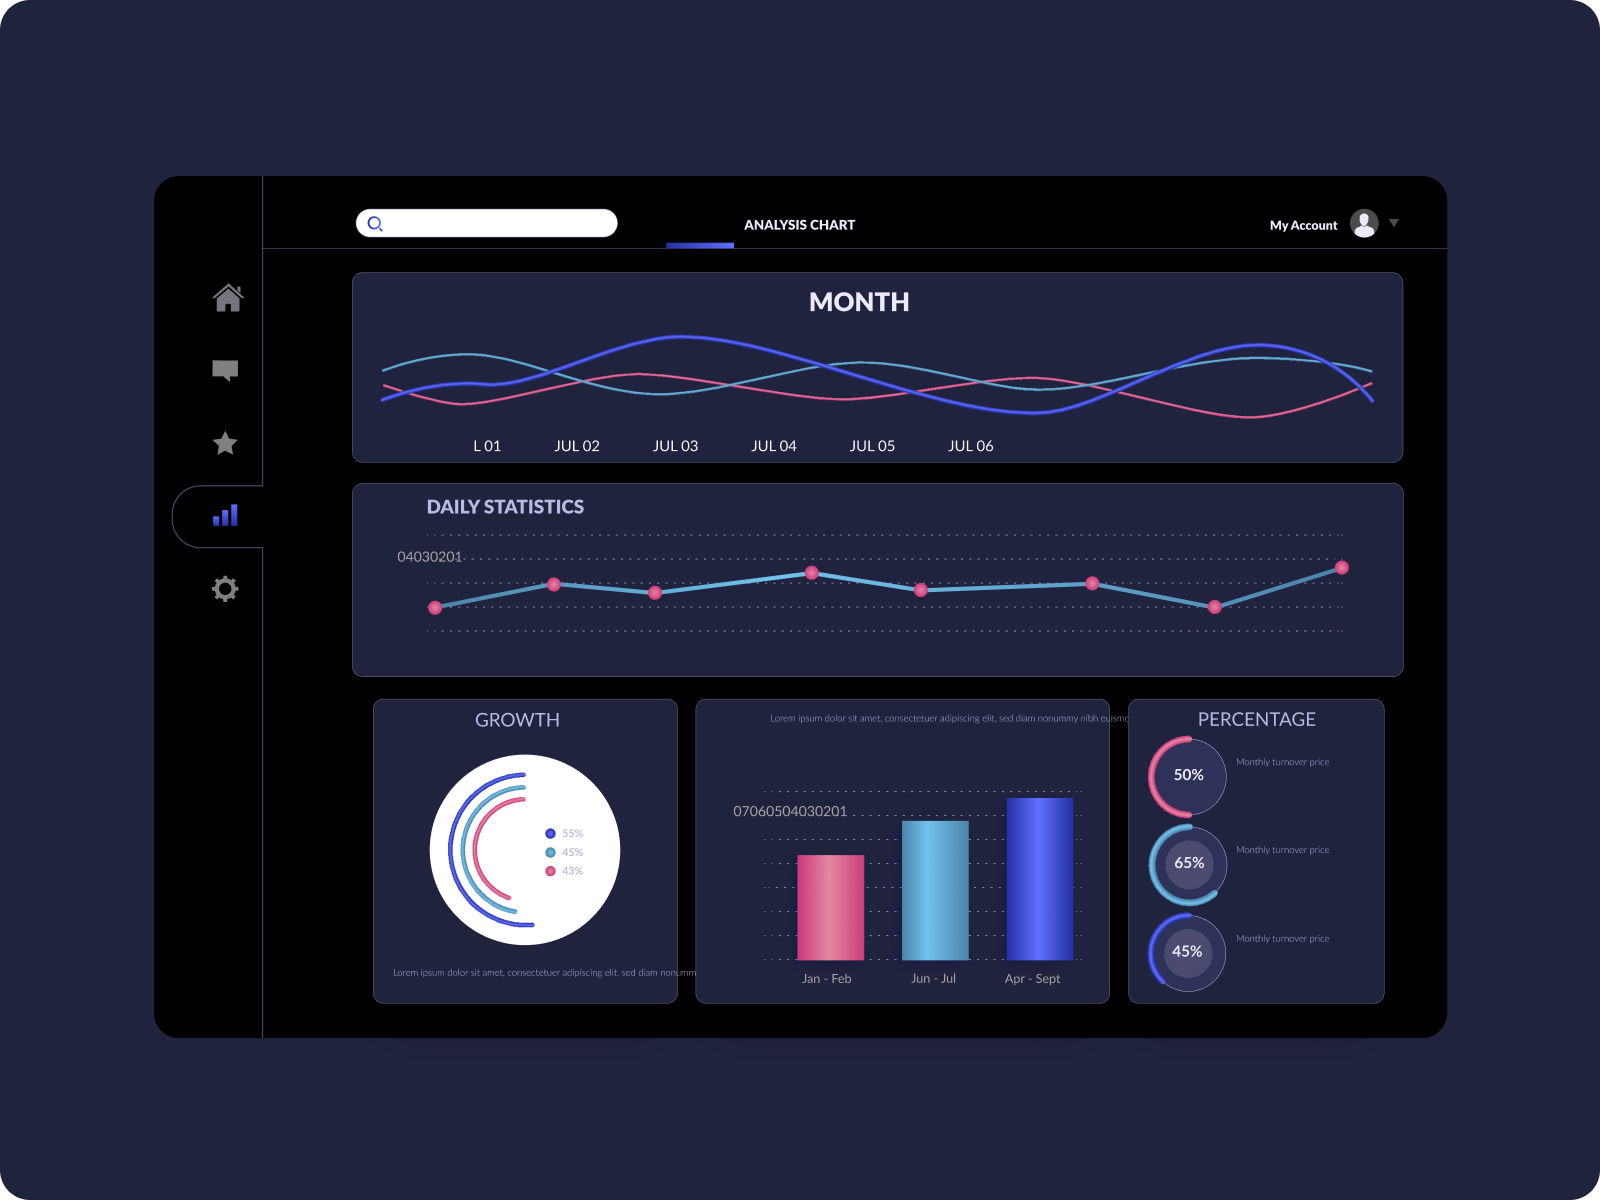 ANALYSIS CHART
My Account
MONTH
L 01 JUL 02 JUL 03 JUL 04 JUL 05 JUL 06
DAILY STATISTICS
04030201
GROWTH
55%
45%
43%
Lorem ipsum dolor sit amet, consectetuer adipiscing elit, sed diam nonumm
Lorem ipsum dolor sit amet, consectetuer adipiscing elit, sed diam nonummy nibh euismo
07060504030201
Jan - Feb Jun - Jul Apr - Sept
PERCENTAGE
50%
Monthly turnover price
65%
Monthly turnover price
45%
Monthly turnover price